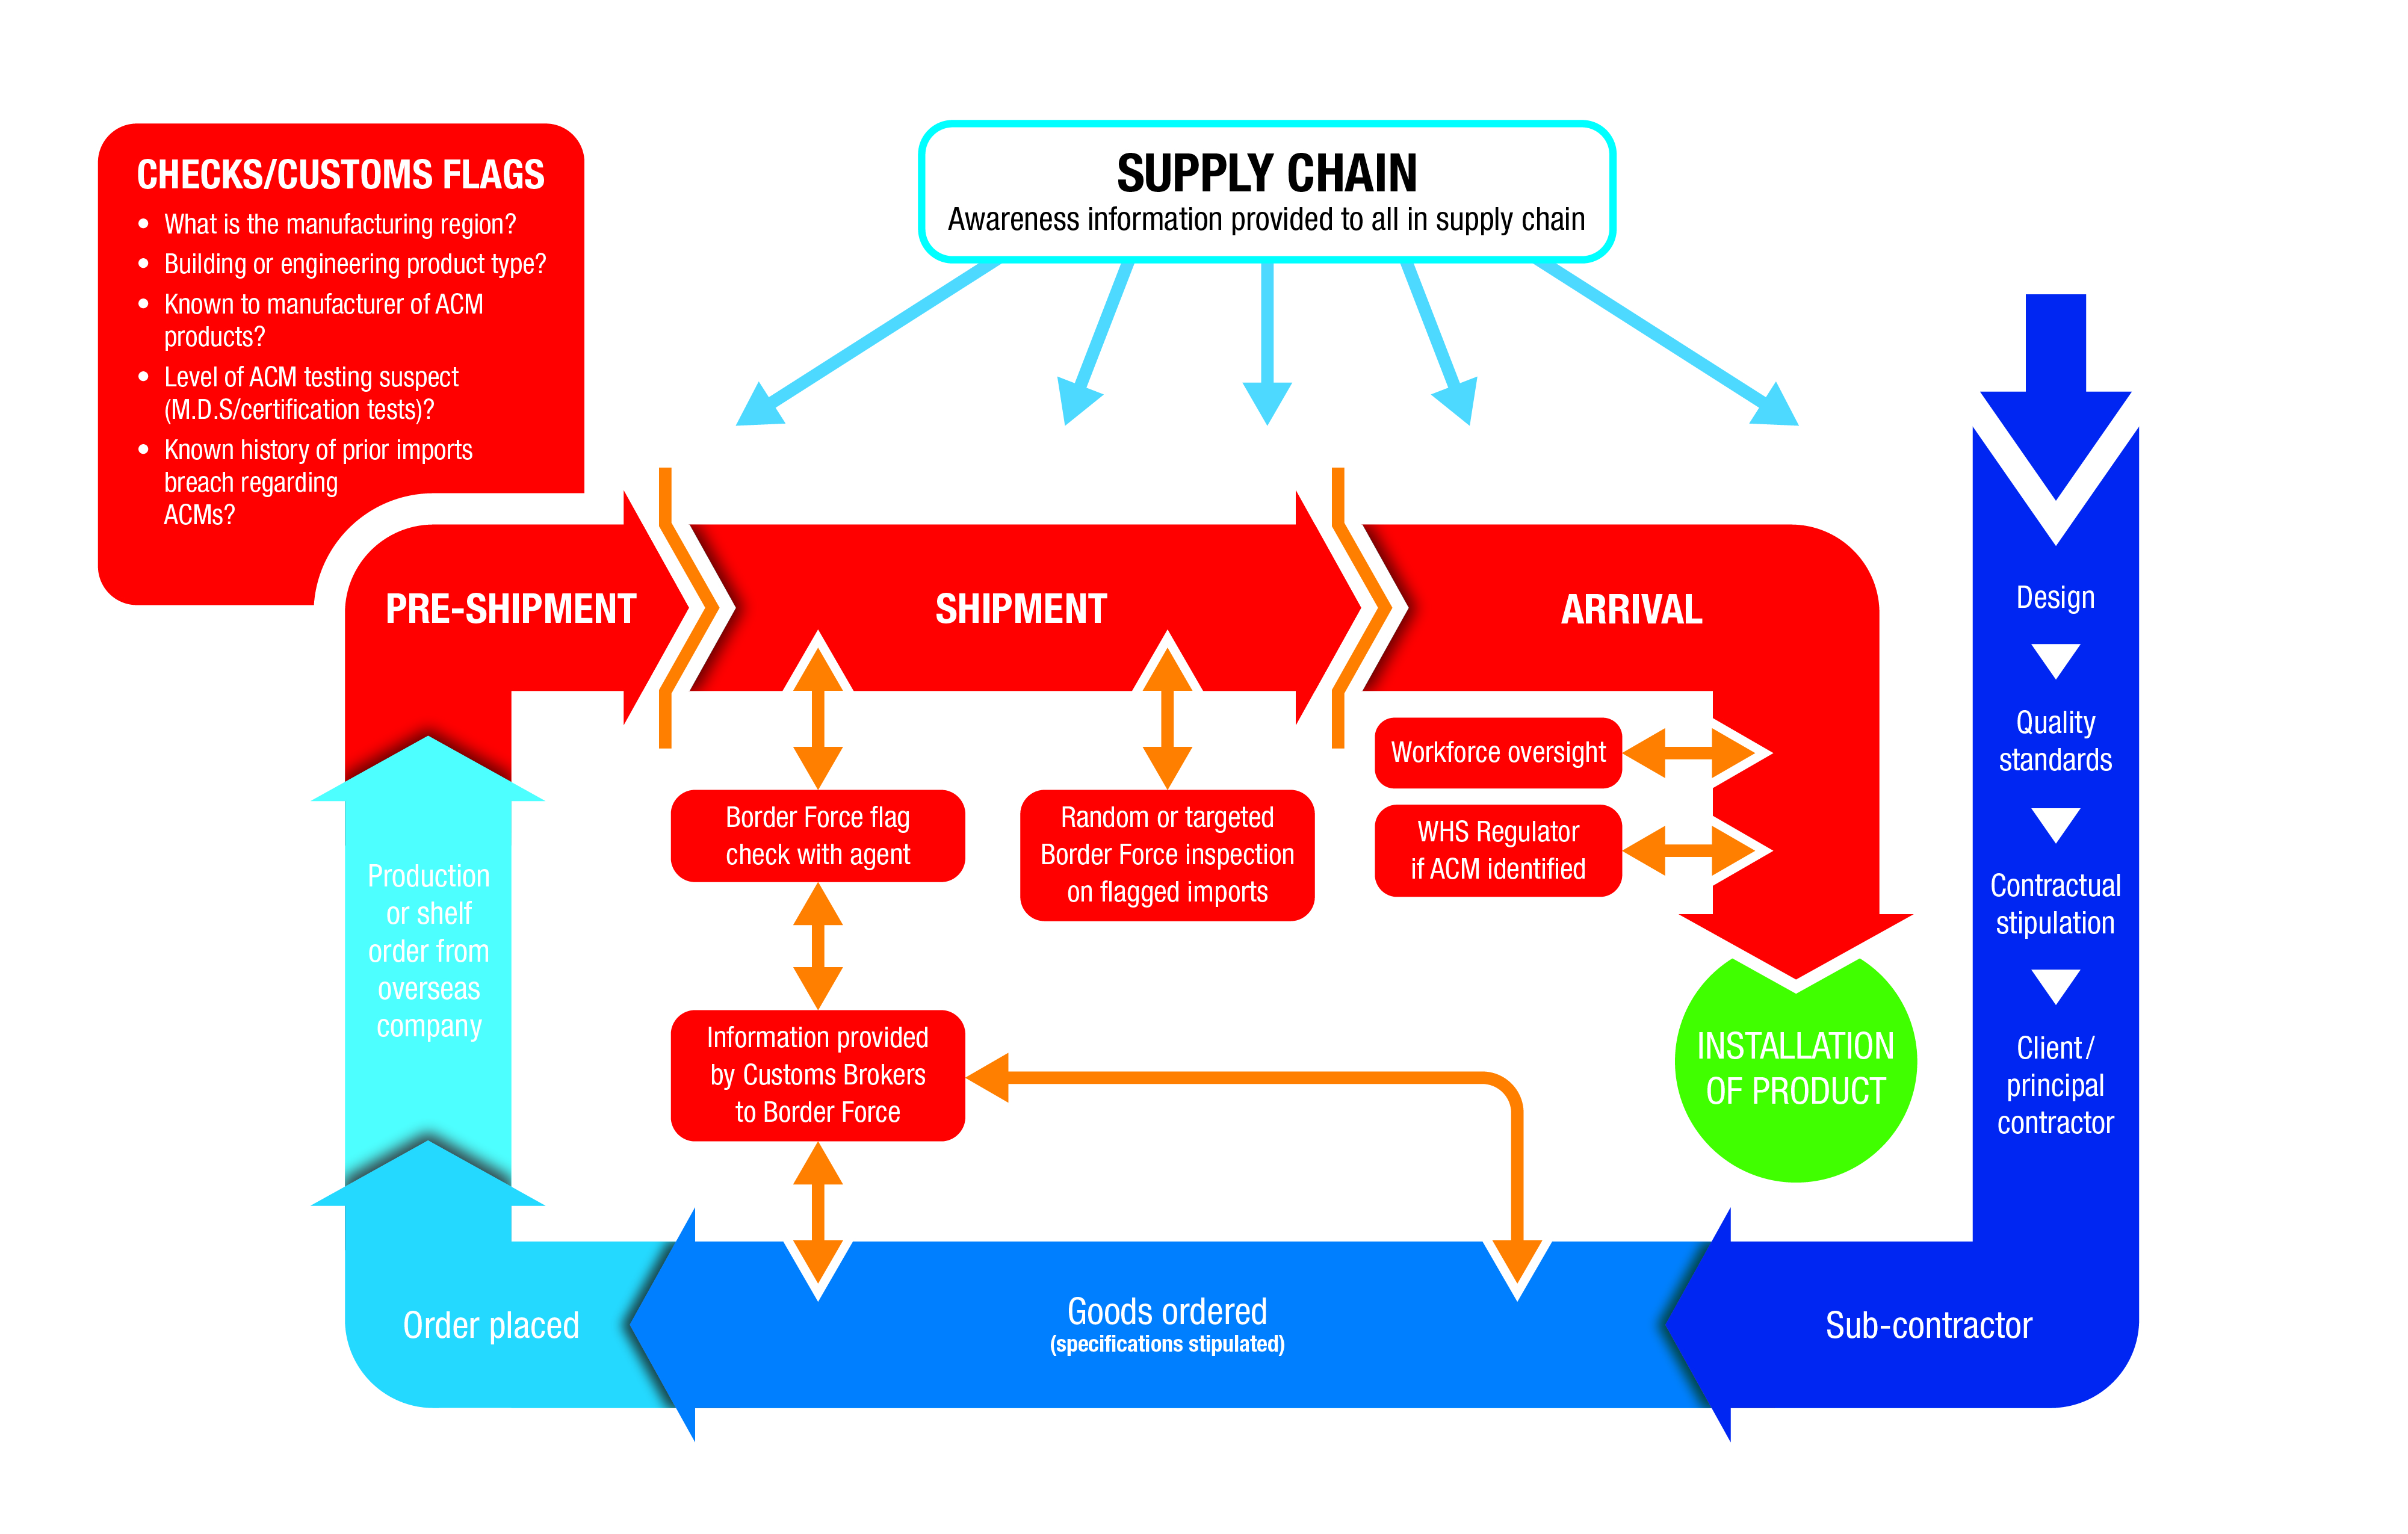 CHECKS/CUSTOMS FLAGS
• What is the manufacturing region?
• Building or engineering product type?
• Known to manufacturer of ACM
products?
• Level of ACM testing suspect
(M.D.S/certification tests)?
• Known history of prior imports
breach regarding
ACMs?
SUPPLY CHAIN
Awareness information provided to all in supply chain
PRE-SHIPMENT
SHIPMENT
ARRIVAL
Design
Quality
standards
Contractual
stipulation
Client/
principal
contractor
Workforce oversight
WHS Regulator
if ACM identified
Border Force flag
check with agent
Random or targeted
Border Force inspection
on flagged imports
Production
or shelf
order from
overseas
company
Information provided
by Customs Brokers
to Border Force
INSTALLATION
OF PRODUCT
Order placed
Goods ordered
(specifications stipulated)
Sub-contractor